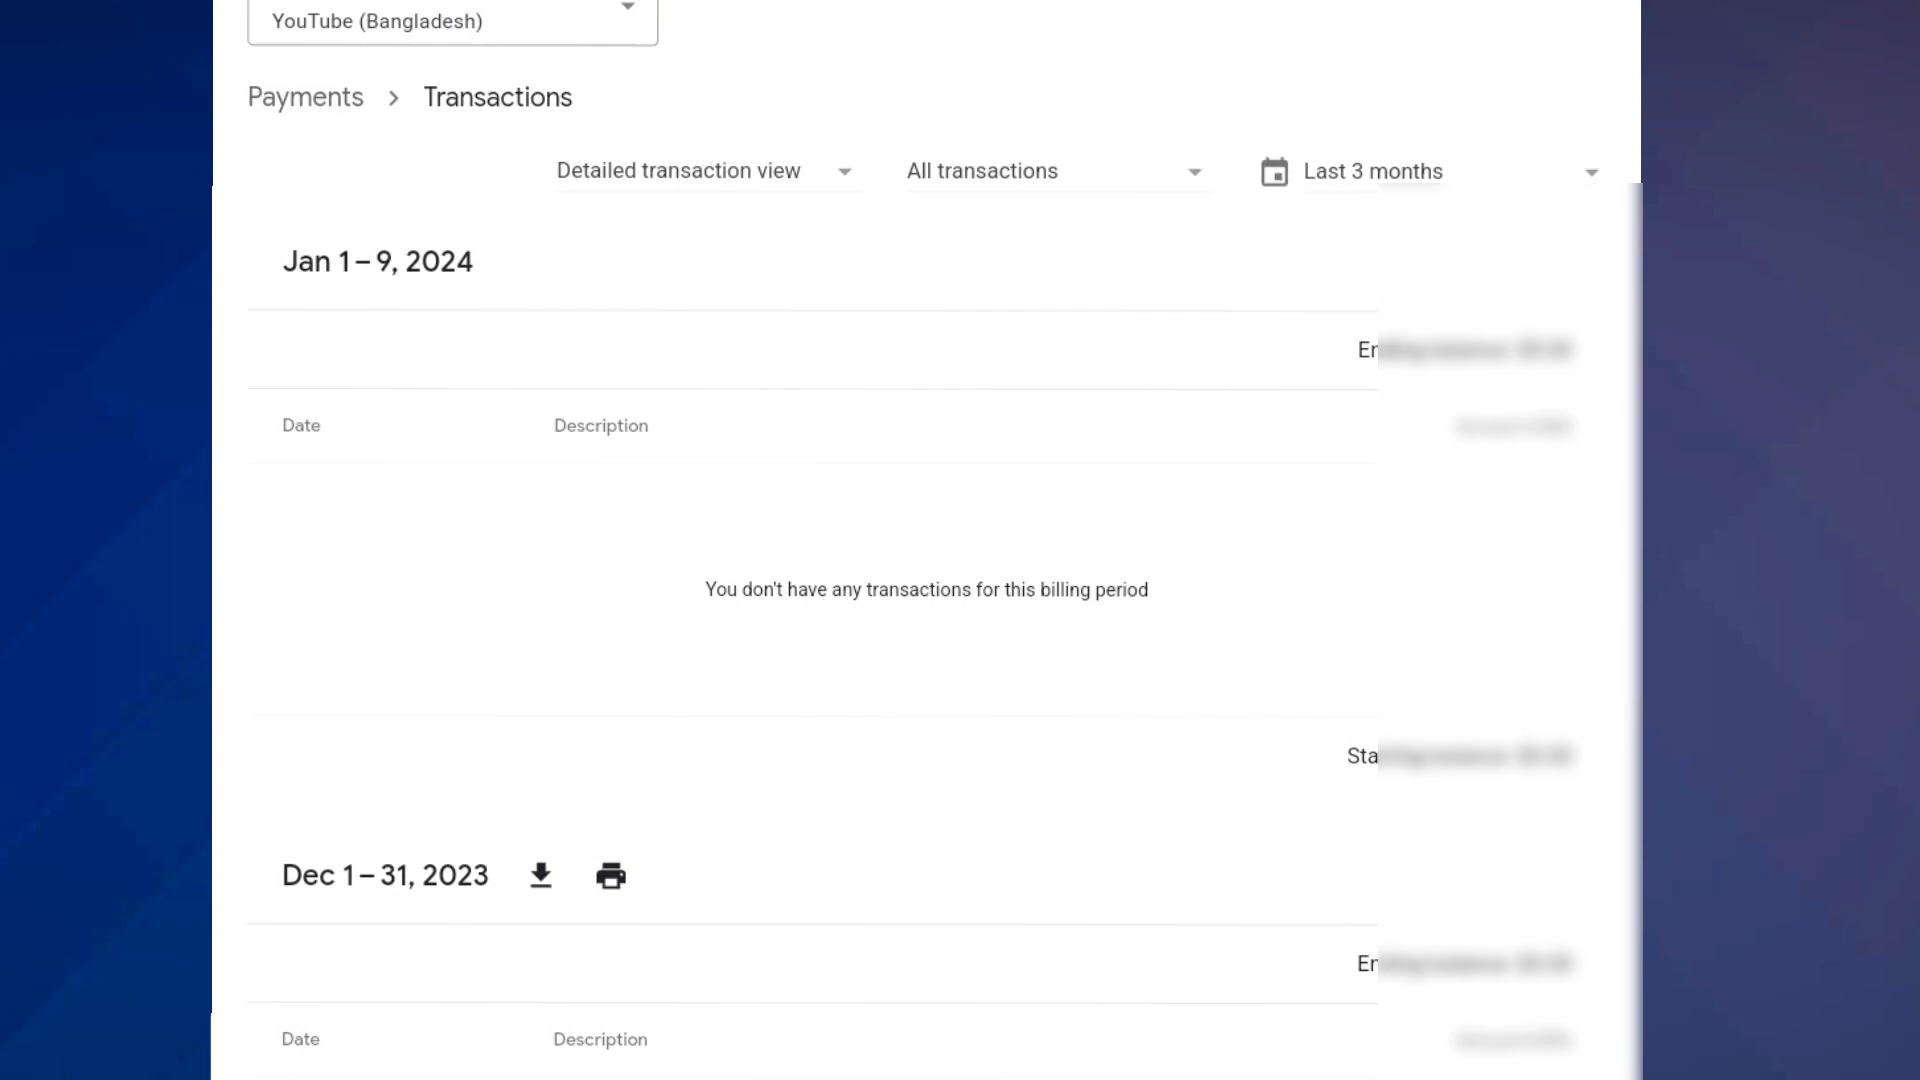 YouTube (Bangladesh)
Payments > Transactions
Detailed transaction view All transactions Last 3 months
Jan 1 – 9, 2024
Date Description
You don't have any transactions for this billing period
Dec 1 – 31, 2023
Date Description